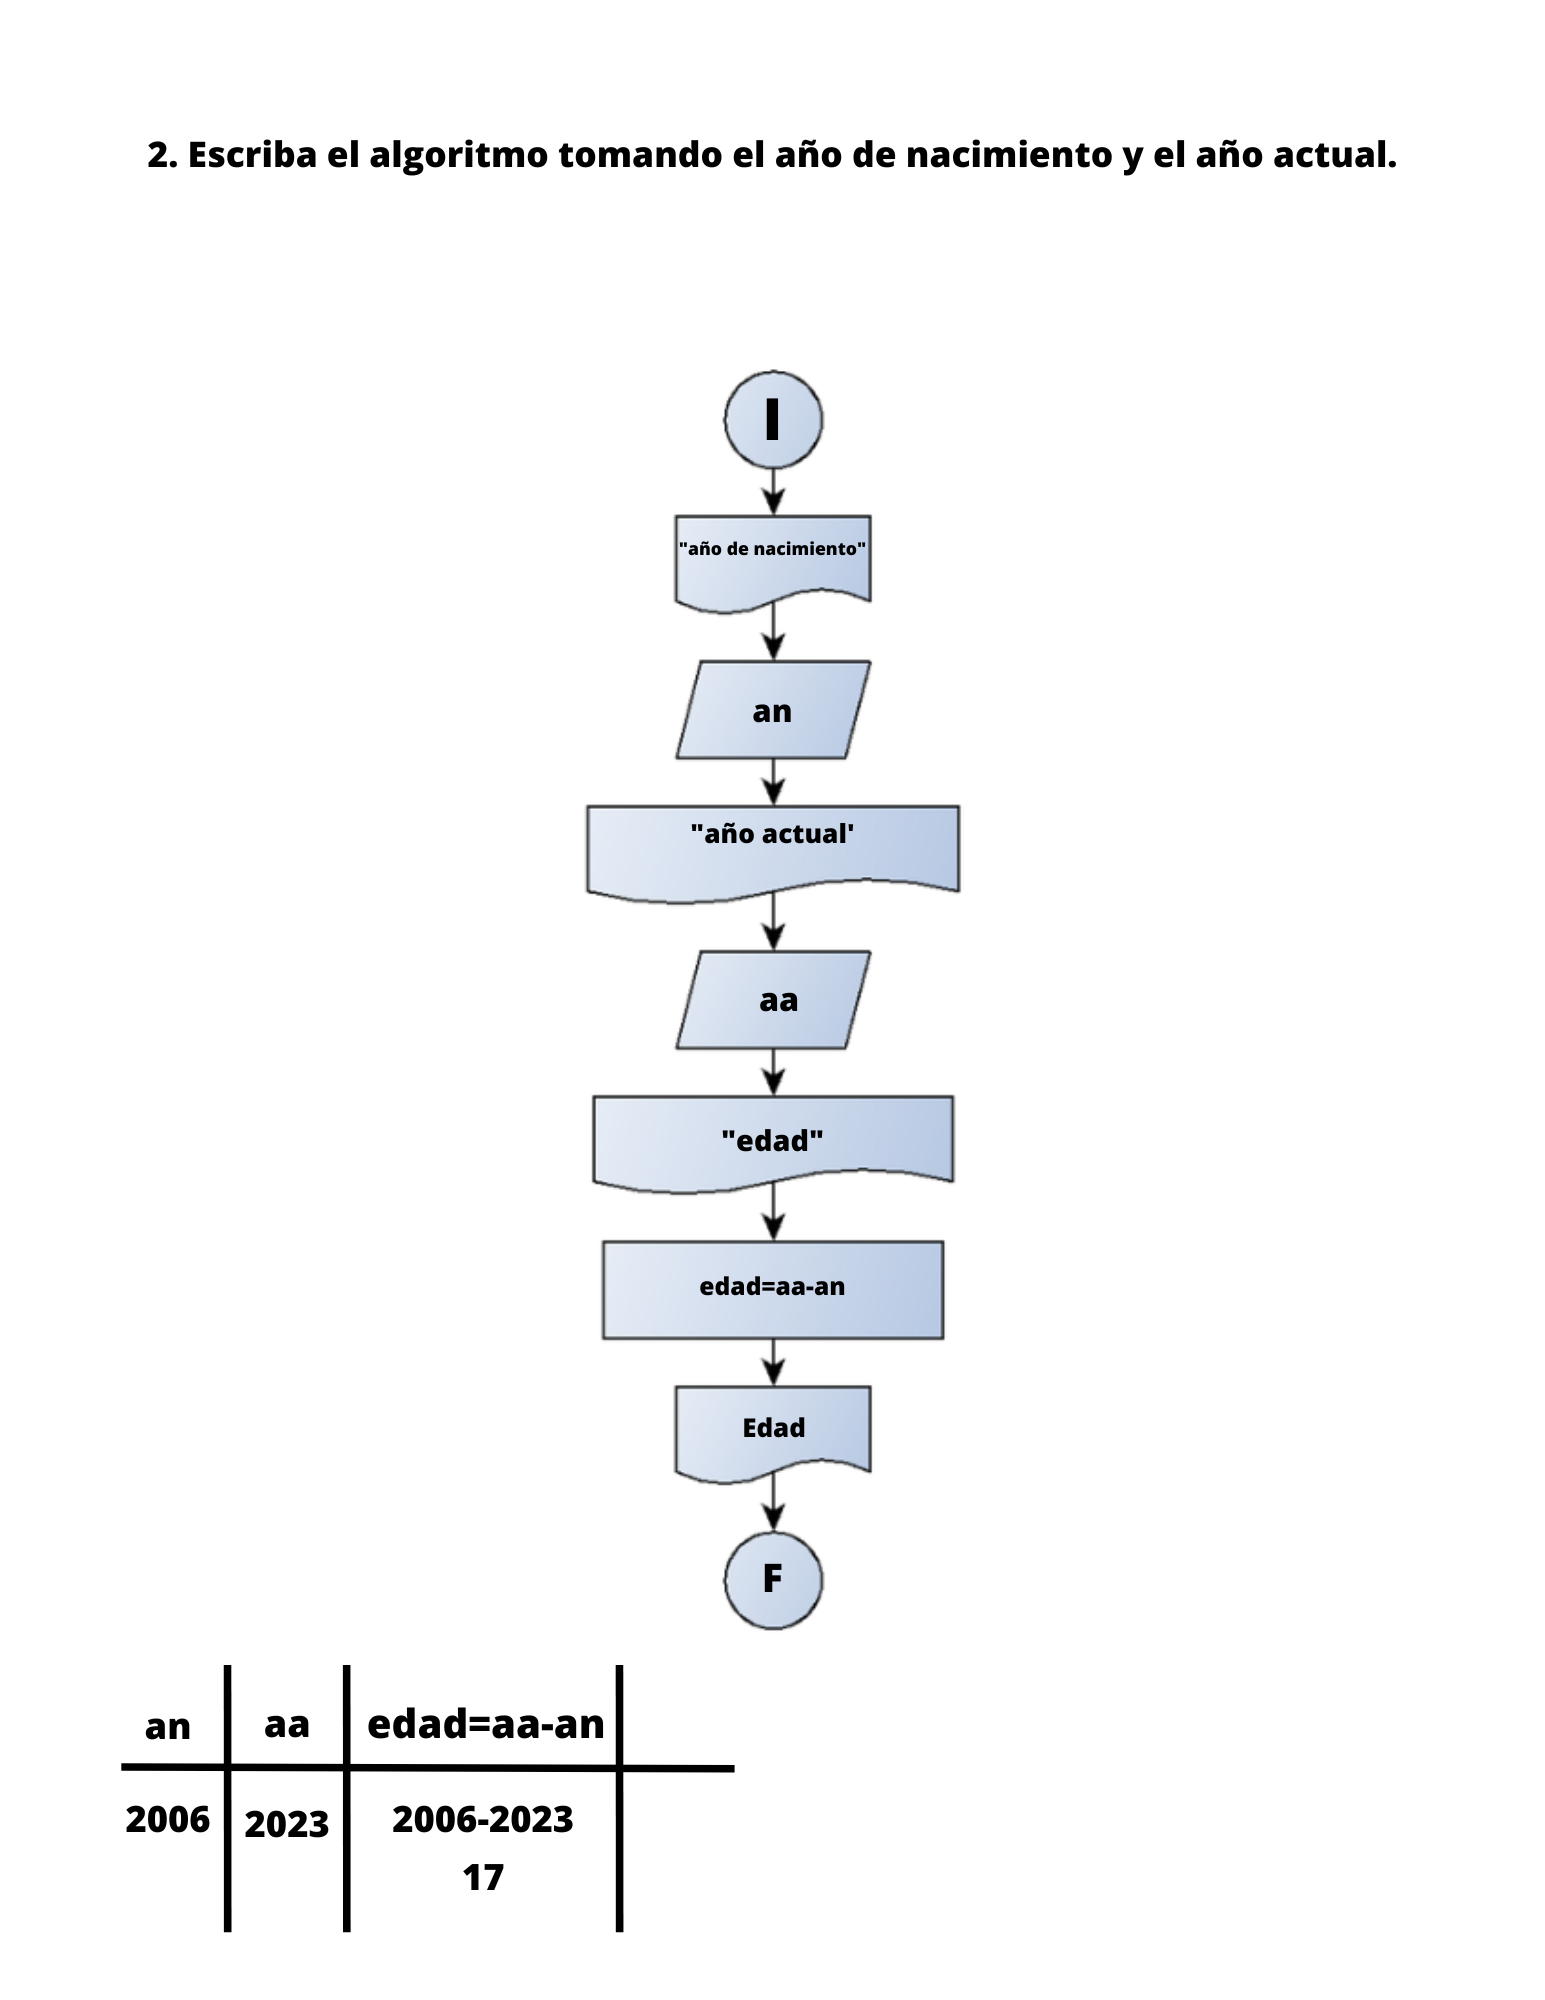 2. Escriba el algoritmo tomando el año de nacimiento y el año actual.
I
"año de nacimiento"
an
"año actual'
aa
"edad"
edad=aa-an
Edad
F
an aa edad=aa-an
2006 2023 2006-2023
17